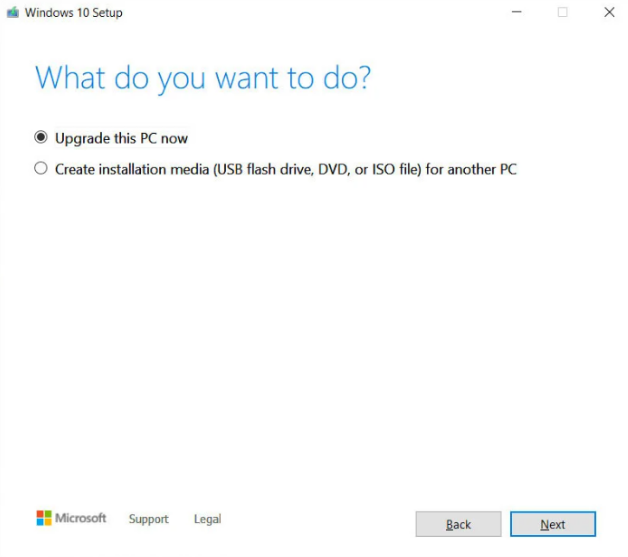 Windows 10 Setup
What do you want to do?
Upgrade this PC now
Create installation media (USB flash drive, DVD, or ISO file) for another PC
Microsoft Support Legal
Back Next